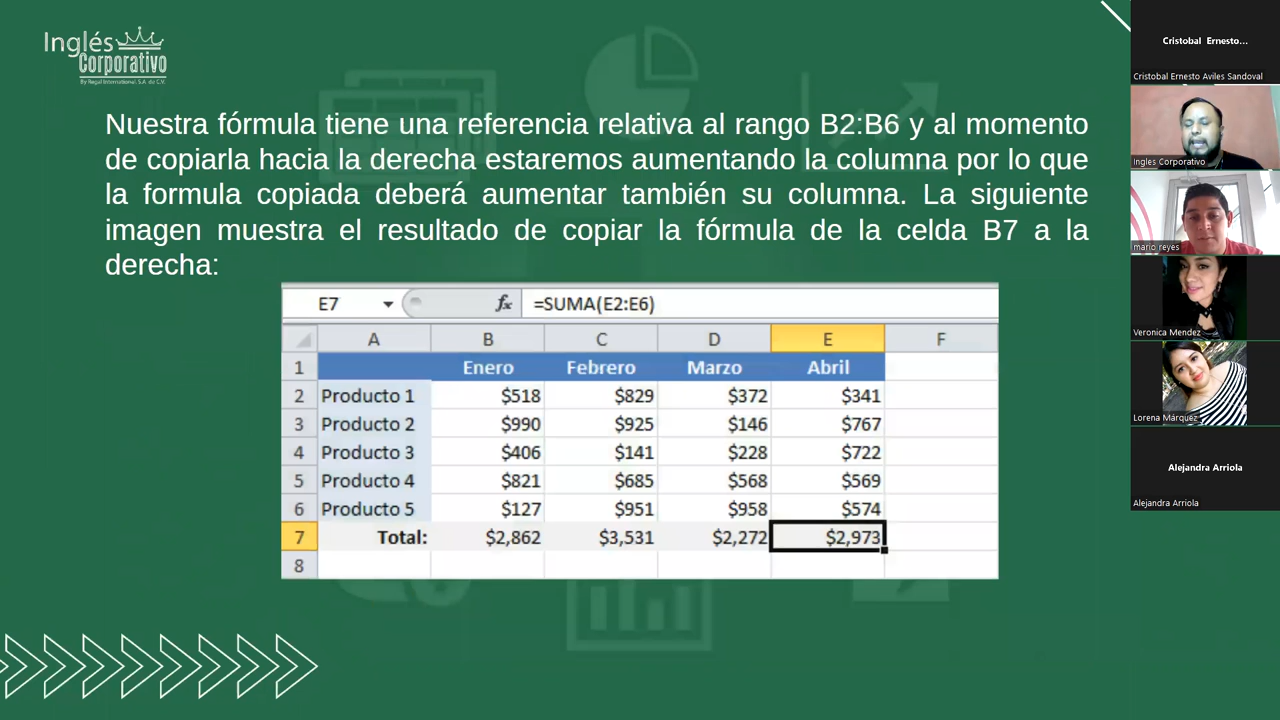 Inglés
Corporativo
By Regal International, S.A. de C.V.
Nuestra fórmula tiene una referencia relativa al rango B2:B6 y al momento
de copiarla hacia la derecha estaremos aumentando la columna por lo que
la formula copiada deberá aumentar también su columna. La siguiente
imagen muestra el resultado de copiar la fórmula de la celda B7 a la
derecha:
E7 fx =SUMA(E2:E6)
A B C D E F
1 Enero Febrero Marzo Abril
2 Producto 1 $518 $829 $372 $341
3 Producto 2 $990 $925 $146 $767
4 Producto 3 $406 $141 $228 $722
5 Producto 4 $821 $685 $568 $569
6 Producto 5 $127 $951 $958 $574
7 Total: $2,862 $3,531 $2,272 $2,973
8
Cristobal Ernesto...
Cristobal Ernesto Aviles Sandoval
Ingles Corporativo
mario reyes
Veronica Mendez
Lorena Márquez
Alejandra Arriola
Alejandra Arriola